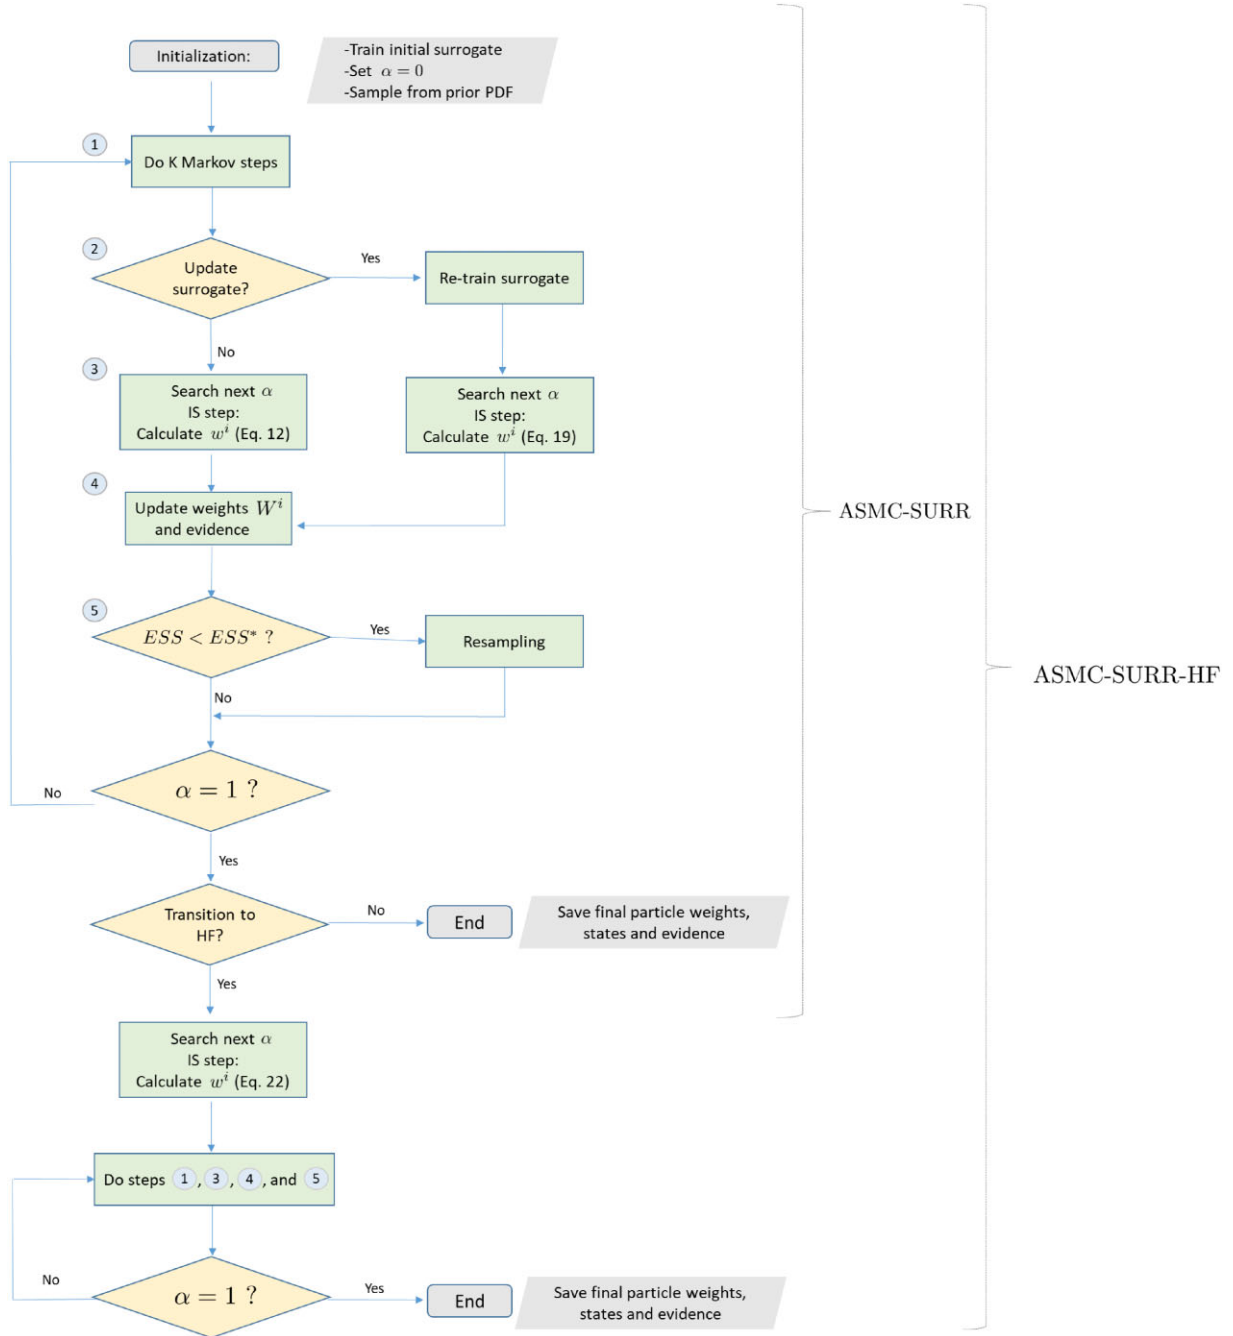 Initialization:
-Train initial surrogate
-Set α = 0
-Sample from prior PDF
1
Do K Markov steps
2
Update
surrogate?
Yes
Re-train surrogate
No
3
Search next α
IS step:
Calculate wⁱ (Eq. 12)
Search next α
IS step:
Calculate wⁱ (Eq. 19)
4
Update weights Wⁱ
and evidence
ASMC-SURR
5
ESS < ESS* ?
Yes
Resampling
No
ASMC-SURR-HF
α = 1 ?
No
Yes
Transition to
HF?
No
End
Save final particle weights,
states and evidence
Yes
Search next α
IS step:
Calculate wⁱ (Eq. 22)
Do steps 1, 3, 4, and 5
No
α = 1 ?
Yes
End
Save final particle weights,
states and evidence